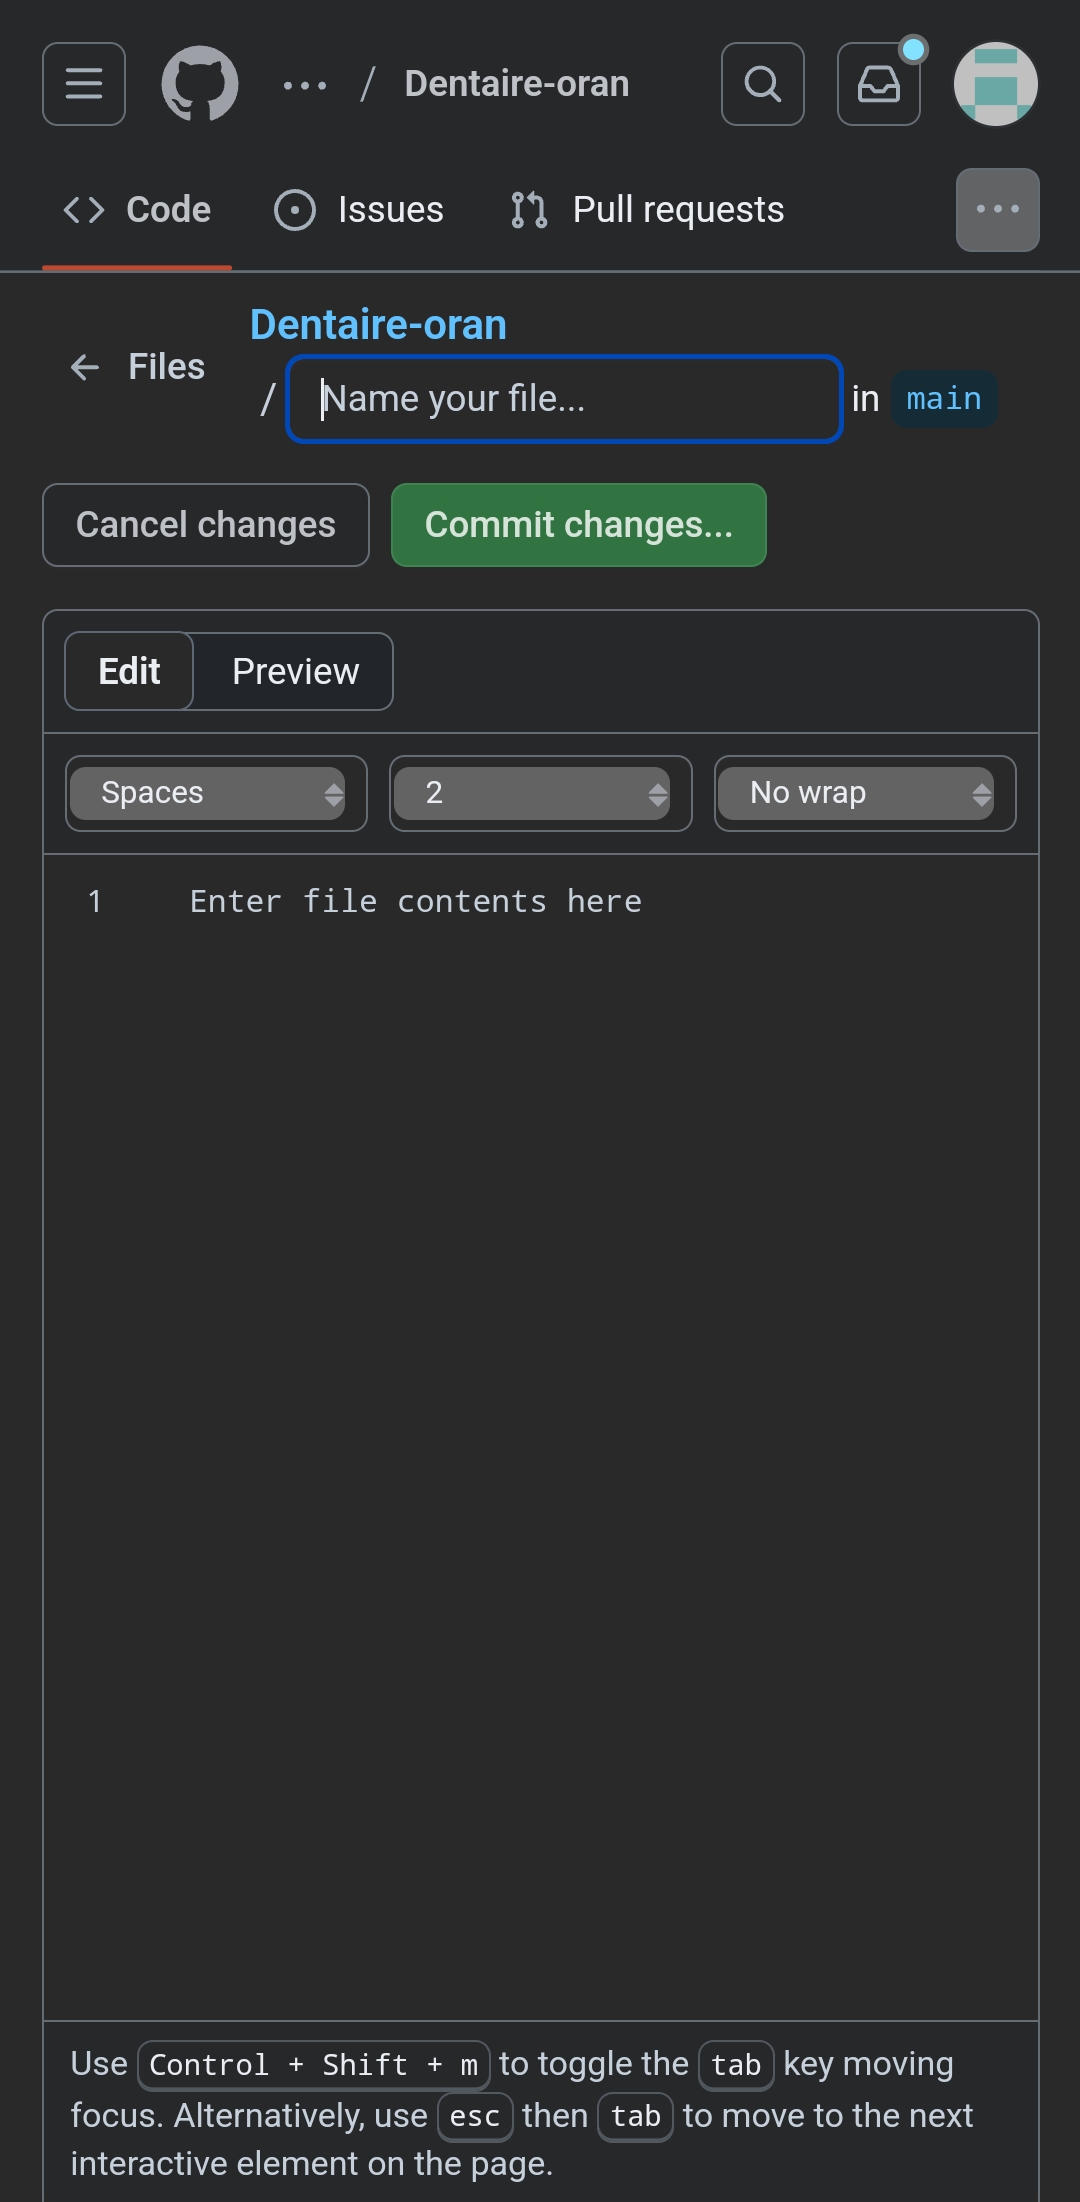 / Dentaire-oran
Code Issues Pull requests
Dentaire-oran
Files
/ Name your file... in main
Cancel changes Commit changes...
Edit Preview
Spaces 2 No wrap
1 Enter file contents here
Use Control + Shift + m to toggle the tab key moving
focus. Alternatively, use esc then tab to move to the next
interactive element on the page.